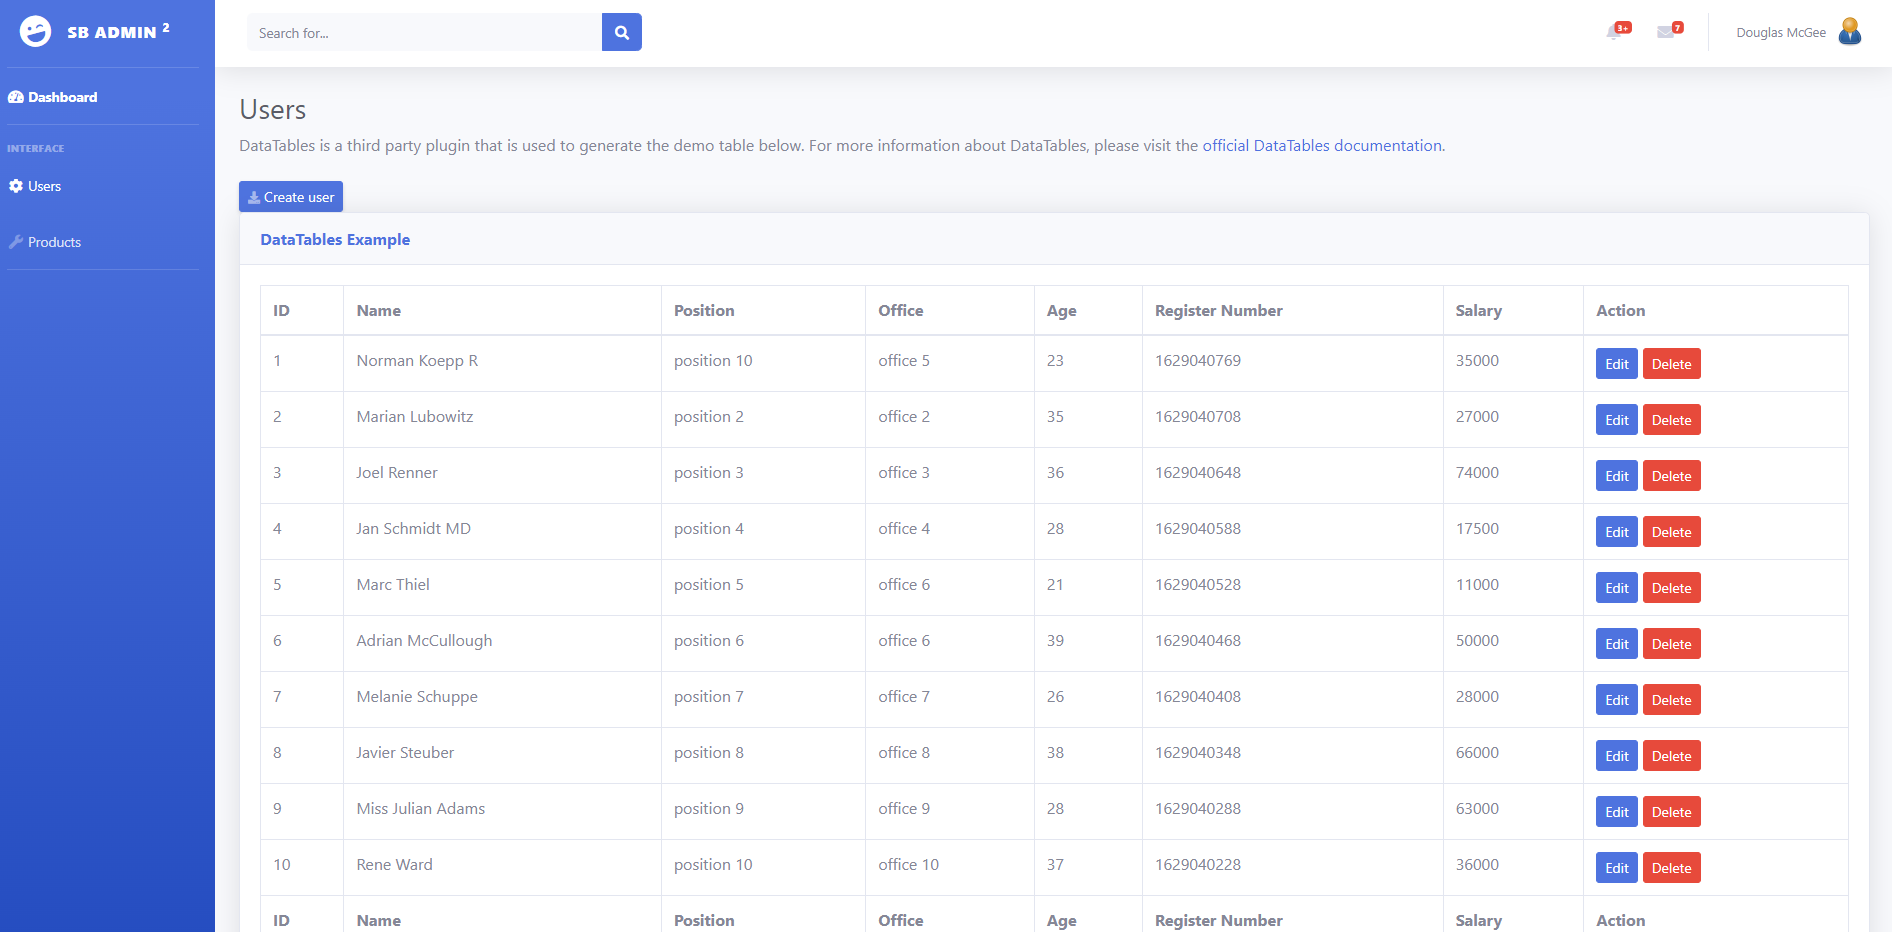 SB ADMIN 2
Search for...
3+
7
Douglas McGee
Dashboard
INTERFACE
Users
Products
Users
DataTables is a third party plugin that is used to generate the demo table below. For more information about DataTables, please visit the official DataTables documentation.
Create user
DataTables Example
ID Name Position Office Age Register Number Salary Action
1 Norman Koepp R position 10 office 5 23 1629040769 35000 Edit Delete
2 Marian Lubowitz position 2 office 2 35 1629040708 27000 Edit Delete
3 Joel Renner position 3 office 3 36 1629040648 74000 Edit Delete
4 Jan Schmidt MD position 4 office 4 28 1629040588 17500 Edit Delete
5 Marc Thiel position 5 office 6 21 1629040528 11000 Edit Delete
6 Adrian McCullough position 6 office 6 39 1629040468 50000 Edit Delete
7 Melanie Schuppe position 7 office 7 26 1629040408 28000 Edit Delete
8 Javier Steuber position 8 office 8 38 1629040348 66000 Edit Delete
9 Miss Julian Adams position 9 office 9 28 1629040288 63000 Edit Delete
10 Rene Ward position 10 office 10 37 1629040228 36000 Edit Delete
ID Name Position Office Age Register Number Salary Action